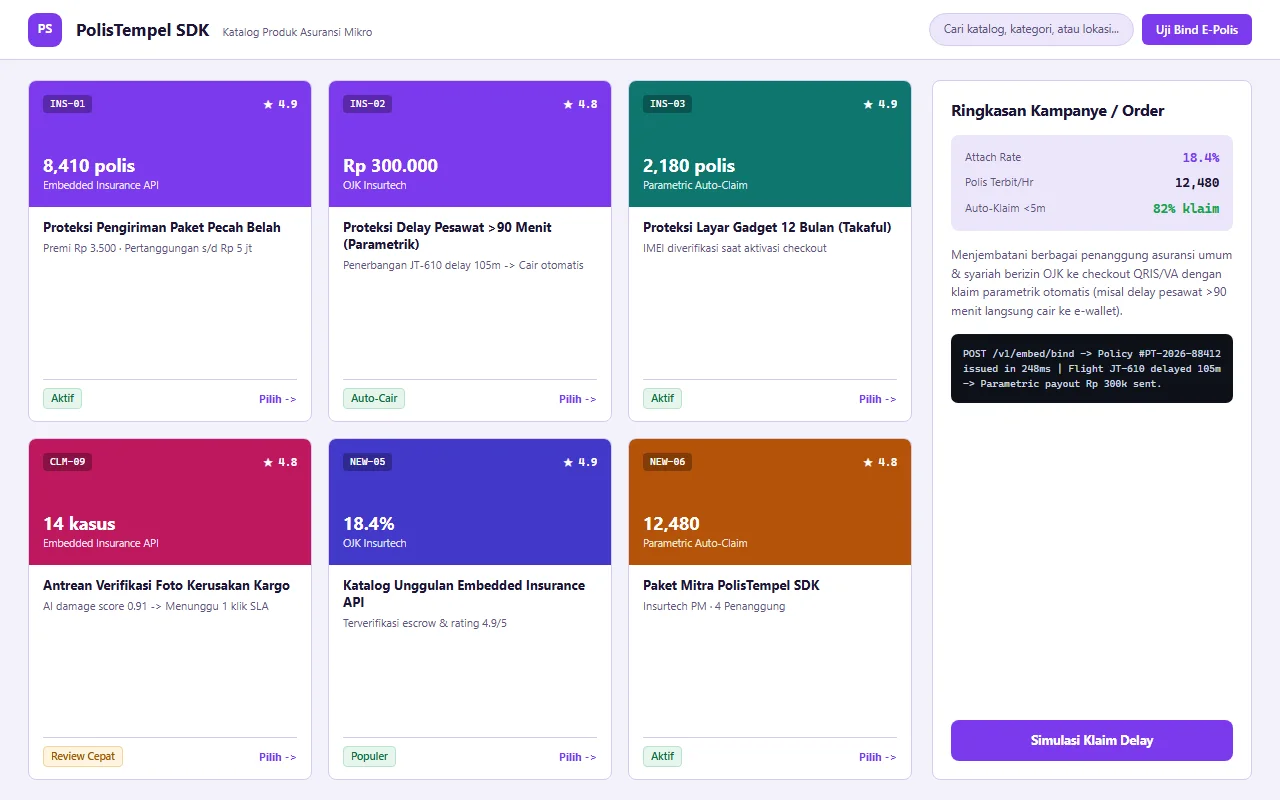 PS
PolisTempel SDK
Katalog Produk Asuransi Mikro
Cari katalog, kategori, atau lokasi...
Uji Bind E-Polis
INS-01
★ 4.9
8,410 polis
Embedded Insurance API
Proteksi Pengiriman Paket Pecah Belah
Premi Rp 3.500 · Pertanggungan s/d Rp 5 jt
Aktif
Pilih ->
INS-02
★ 4.8
Rp 300.000
OJK Insurtech
Proteksi Delay Pesawat >90 Menit
(Parametrik)
Penerbangan JT-610 delay 105m -> Cair otomatis
Auto-Cair
Pilih ->
INS-03
★ 4.9
2,180 polis
Parametric Auto-Claim
Proteksi Layar Gadget 12 Bulan (Takaful)
IMEI diverifikasi saat aktivasi checkout
Aktif
Pilih ->
CLM-09
★ 4.8
14 kasus
Embedded Insurance API
Antrean Verifikasi Foto Kerusakan Kargo
AI damage score 0.91 -> Menunggu 1 klik SLA
Review Cepat
Pilih ->
NEW-05
★ 4.9
18.4%
OJK Insurtech
Katalog Unggulan Embedded Insurance
API
Terverifikasi escrow & rating 4.9/5
Populer
Pilih ->
NEW-06
★ 4.8
12,480
Parametric Auto-Claim
Paket Mitra PolisTempel SDK
Insurtech PM · 4 Penanggung
Aktif
Pilih ->
Ringkasan Kampanye / Order
Attach Rate
18.4%
Polis Terbit/Hr
12,480
Auto-Klaim <5m
82% klaim
Menjembatani berbagai penanggung asuransi umum
& syariah berizin OJK ke checkout QRIS/VA dengan
klaim parametrik otomatis (misal delay pesawat >90
menit langsung cair ke e-wallet).
POST /v1/embed/bind -> Policy #PT-2026-88412
issued in 248ms | Flight JT-610 delayed 105m
-> Parametric payout Rp 300k sent.
Simulasi Klaim Delay